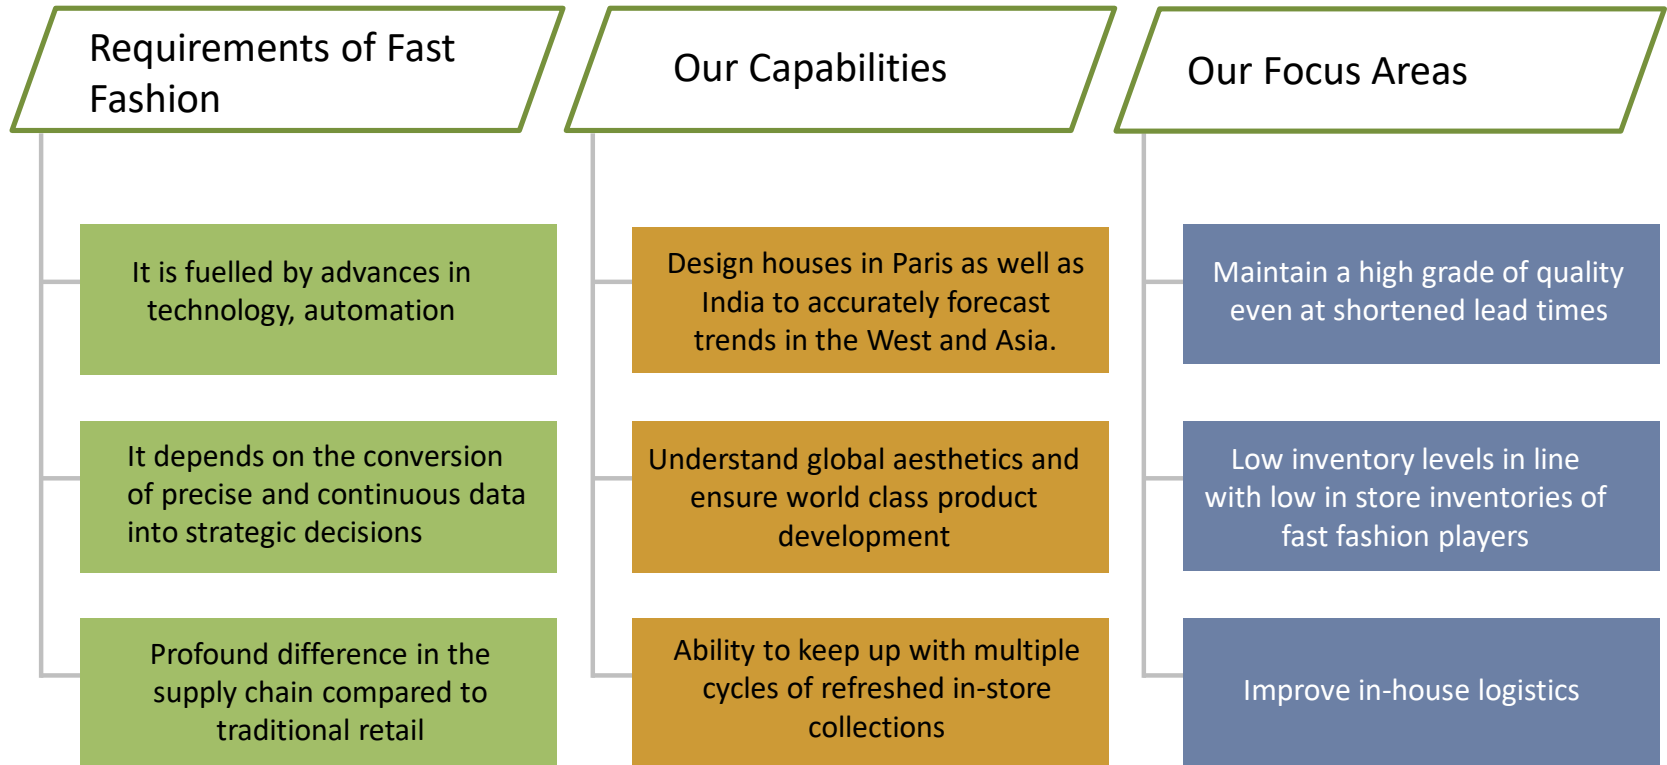 Requirements of Fast
Fashion
It is fuelled by advances in
technology, automation
It depends on the conversion
of precise and continuous data
into strategic decisions
Profound difference in the
supply chain compared to
traditional retail
Our Capabilities
Design houses in Paris as well as
India to accurately forecast
trends in the West and Asia.
Understand global aesthetics and
ensure world class product
development
Ability to keep up with multiple
cycles of refreshed in-store
collections
Our Focus Areas
Maintain a high grade of quality
even at shortened lead times
Low inventory levels in line
with low in store inventories of
fast fashion players
Improve in-house logistics